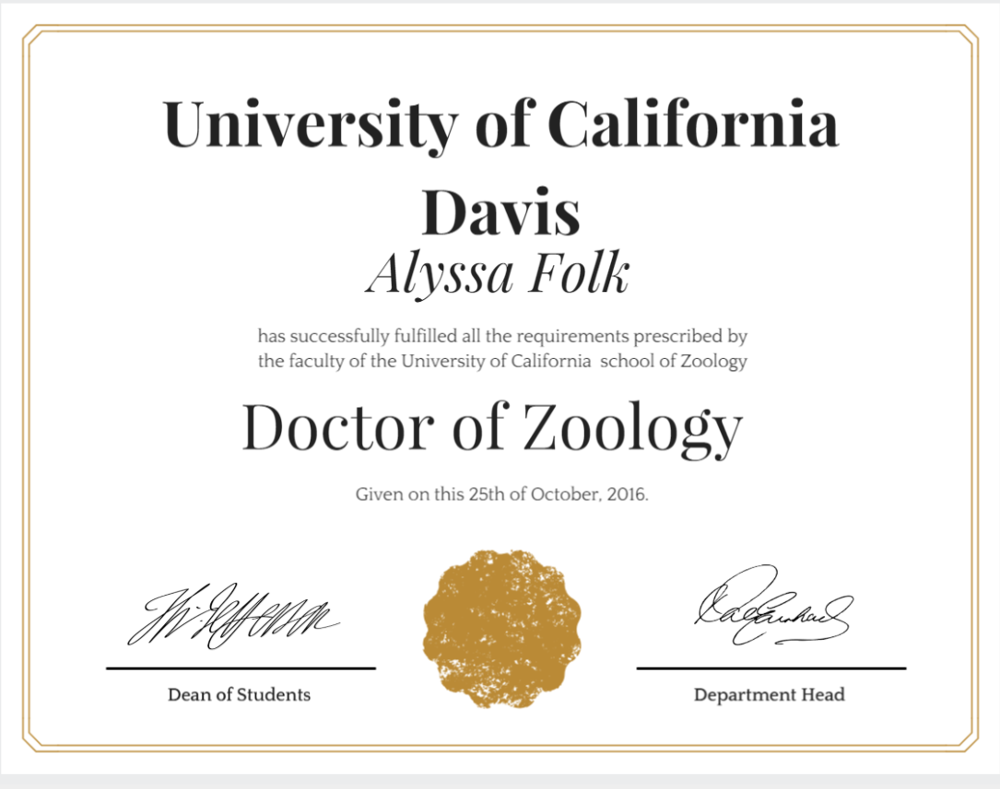 University of California
Davis
Alyssa Folk
has successfully fulfilled all the requirements prescribed by
the faculty of the University of California school of Zoology
Doctor of Zoology
Given on this 25th of October, 2016.
Th: Jefferson
Dean of Students
Department Head